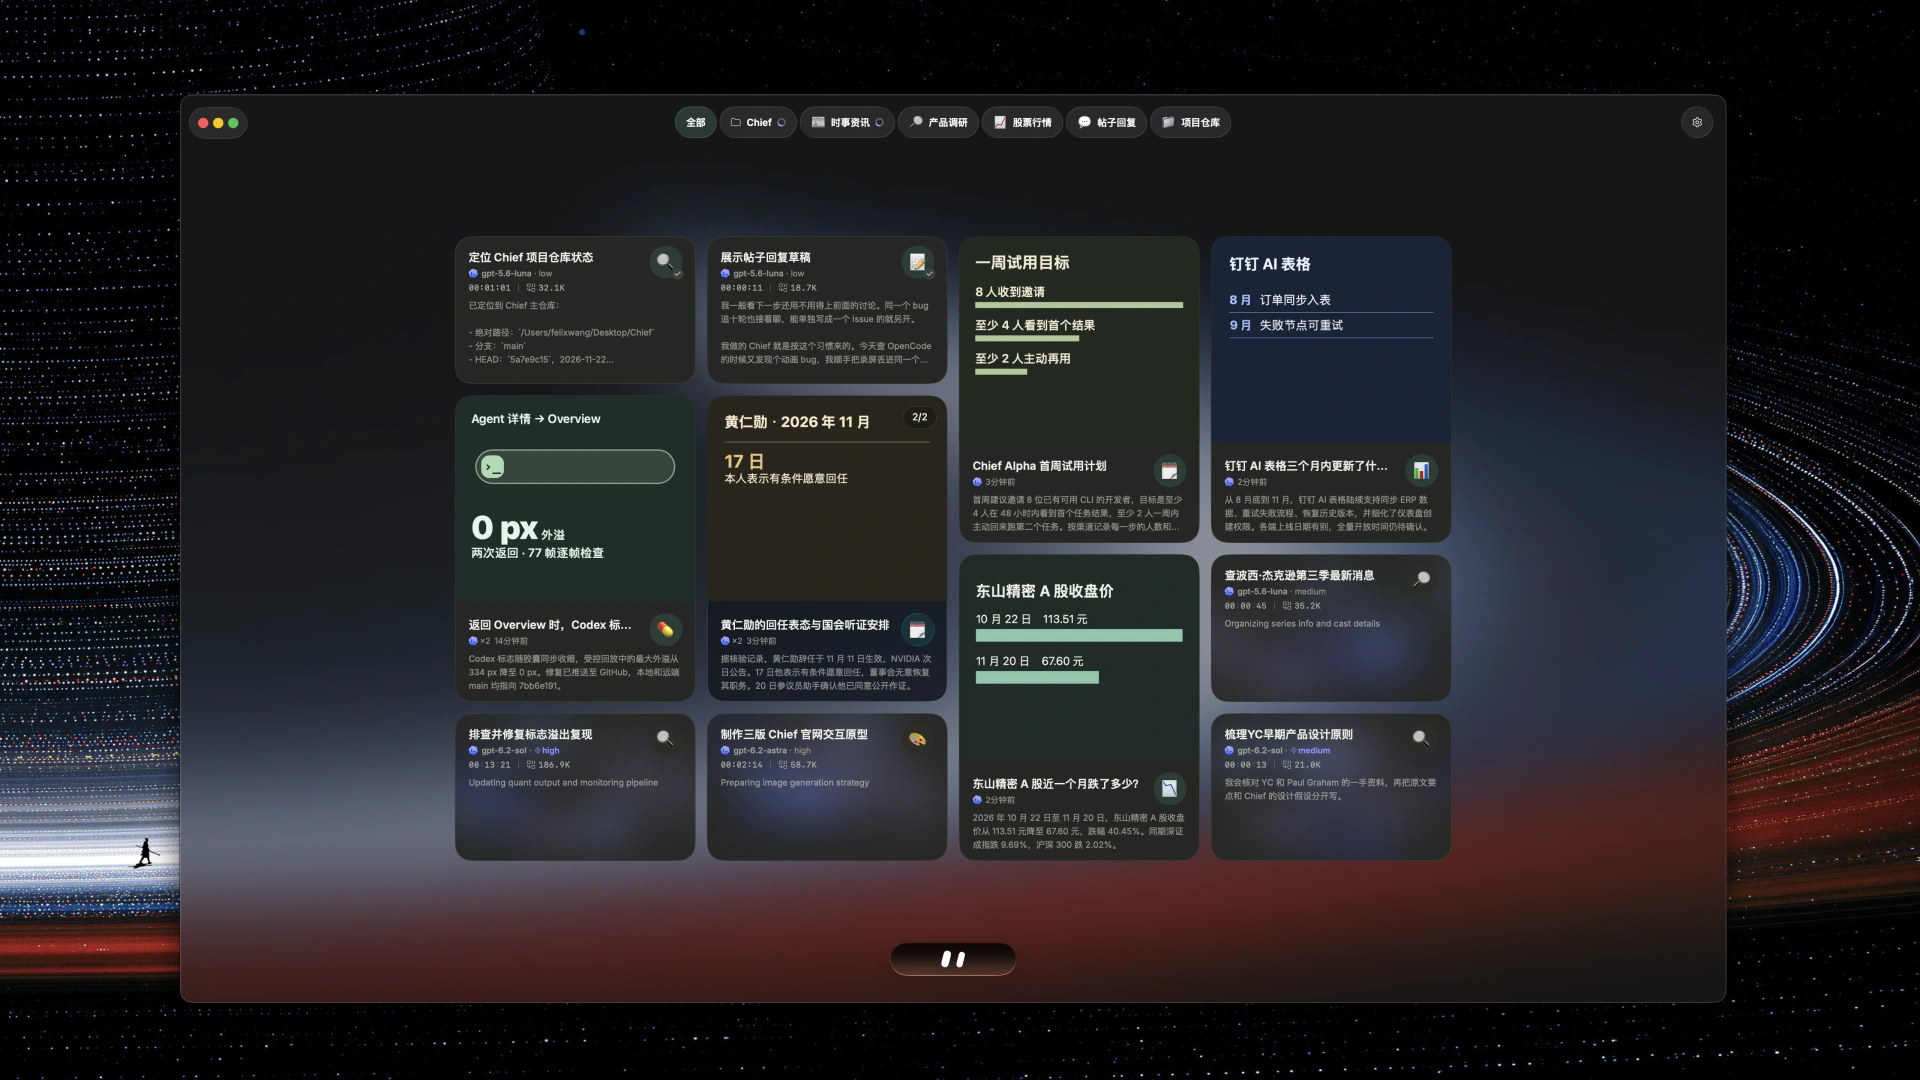 全部
Chief
时事资讯
产品调研
股票行情
帖子回复
项目仓库
定位 Chief 项目仓库状态
gpt-5.6-luna · low
00:01:01 | 32.1K
已定位到 Chief 主仓库：
- 绝对路径：`/Users/felixwang/Desktop/Chief`
- 分支：`main`
- HEAD：`5a7e9c15`，2026-11-22...
展示帖子回复草稿
gpt-5.6-luna · low
00:00:11 | 18.7K
我一般看下一步还用不用得上前面的讨论。同一个 bug
追十轮也接着聊，能单独写成一个 issue 的就另开。
我做的 Chief 就是按这个习惯来的。今天查 OpenCode
的时候又发现个动画 bug，我顺手把录屏丢进同一个...
一周试用目标
8 人收到邀请
至少 4 人看到首个结果
至少 2 人主动再用
Chief Alpha 首周试用计划
3分钟前
首周建议邀请 8 位已有可用 CLI 的开发者，目标是至少
4 人在 48 小时内看到首个任务结果，至少 2 人一周内
主动回来跑第二个任务。按渠道记录每一步的人数和...
钉钉 AI 表格
8 月 订单同步入表
9 月 失败节点可重试
钉钉 AI 表格三个月内更新了什...
2分钟前
从 8 月底到 11 月，钉钉 AI 表格陆续支持同步 ERP 数
据、重试失败流程、恢复历史版本，并细化了仪表盘创
建权限。各端上线日期有别，全量开放时间仍待确认。
Agent 详情 → Overview
0 px 外溢
两次返回 · 77 帧逐帧检查
返回 Overview 时，Codex 标...
×2 14分钟前
Codex 标志随胶囊同步收缩，受控回放中的最大外溢从
334 px 降至 0 px。修复已推送至 GitHub，本地和远端
main 均指向 7bb6e191。
黄仁勋 · 2026 年 11 月
2/2
17 日
本人表示有条件愿意回任
黄仁勋的回任表态与国会听证安排
×2 3分钟前
据核验记录，黄仁勋辞任于 11 月 11 日生效，NVIDIA 次
日公告。17 日他表示有条件愿意回任，董事会无意恢复
其职务。20 日参议员助手确认他已同意公开作证。
东山精密 A 股收盘价
10 月 22 日 113.51 元
11 月 20 日 67.60 元
东山精密 A 股近一个月跌了多少?
2分钟前
2026 年 10 月 22 日至 11 月 20 日，东山精密 A 股收盘
价从 113.51 元降至 67.60 元，跌幅 40.45%。同期深证
成指跌 9.69%，沪深 300 跌 2.02%。
查波西·杰克逊第三季最新消息
gpt-5.6-luna · medium
00:00:45 | 35.2K
Organizing series info and cast details
排查并修复标志溢出复现
gpt-6.2-sol · high
00:13:21 | 186.9K
Updating quant output and monitoring pipeline
制作三版 Chief 官网交互原型
gpt-6.2-astra · high
00:02:14 | 58.7K
Preparing image generation strategy
梳理YC早期产品设计原则
gpt-6.2-sol · medium
00:00:13 | 21.0K
我会核对 YC 和 Paul Graham 的一手资料，再把原文要
点和 Chief 的设计假设分开写。